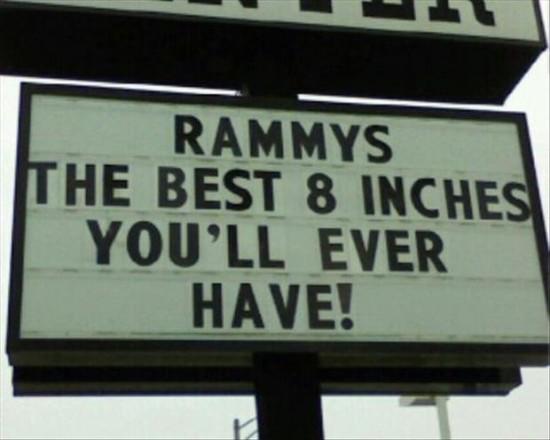 RAMMYS
THE BEST 8 INCHES
YOU'LL EVER
HAVE!